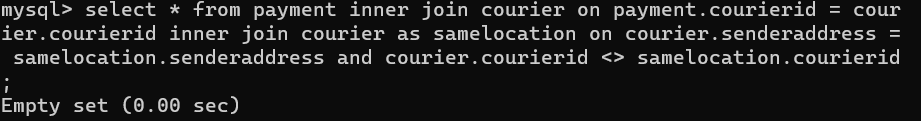 mysql> select * from payment inner join courier on payment.courierid = cour
ier.courierid inner join courier as samelocation on courier.senderaddress =
 samelocation.senderaddress and courier.courierid <> samelocation.courierid
;
Empty set (0.00 sec)